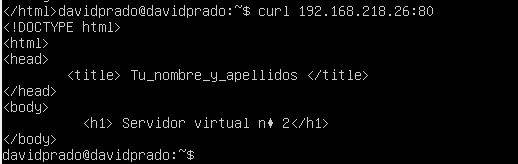 </html>davidprado@davidprado:~$ curl 192.168.218.26:80
<!DOCTYPE html>
<html>
<head>
<title> Tu_nombre_y_apellidos </title>
</head>
<body>
<h1> Servidor virtual n♦ 2</h1>
</body>
davidprado@davidprado:~$